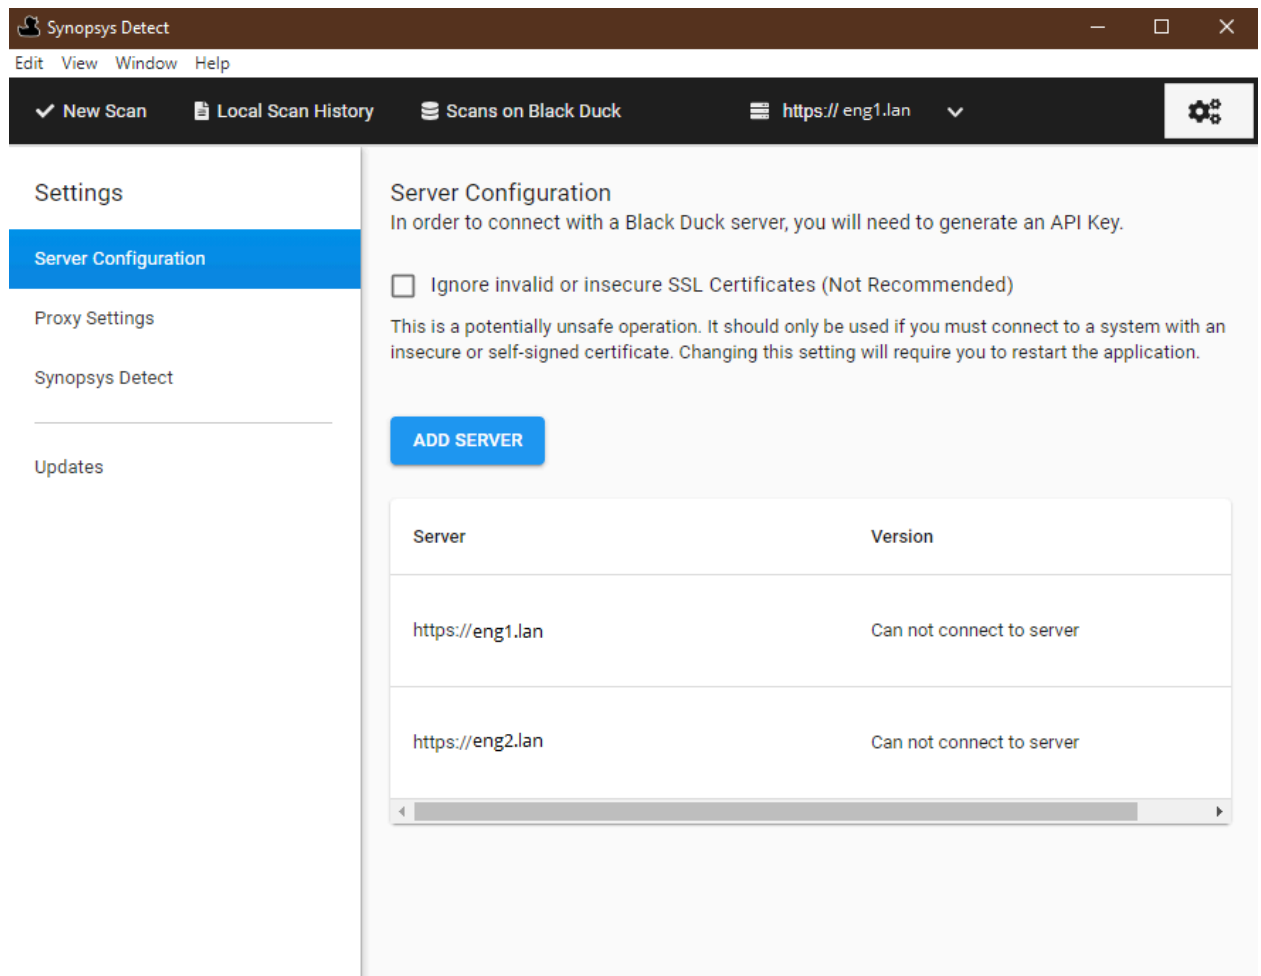 Synopsys Detect
Edit View Window Help
New Scan Local Scan History Scans on Black Duck https:// eng1.lan
Settings
Server Configuration
Proxy Settings
Synopsys Detect
Updates
Server Configuration
In order to connect with a Black Duck server, you will need to generate an API Key.
Ignore invalid or insecure SSL Certificates (Not Recommended)
This is a potentially unsafe operation. It should only be used if you must connect to a system with an
insecure or self-signed certificate. Changing this setting will require you to restart the application.
ADD SERVER
Server Version
https://eng1.lan Can not connect to server
https://eng2.lan Can not connect to server